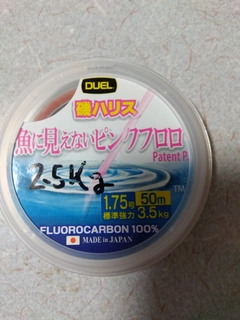 DUEL
磯ハリス
魚に見えないピンクフロロ
Patent P.
2.5kg
1.75号 50m
標準強力 3.5kg
TM
FLUOROCARBON 100%
MADE in JAPAN